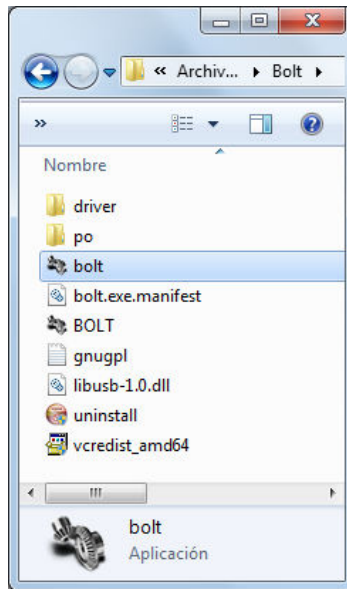 « Archiv... ▸ Bolt ▸
»
Nombre
driver
po
bolt
bolt.exe.manifest
BOLT
gnugpl
libusb-1.0.dll
uninstall
vcredist_amd64
bolt
Aplicación